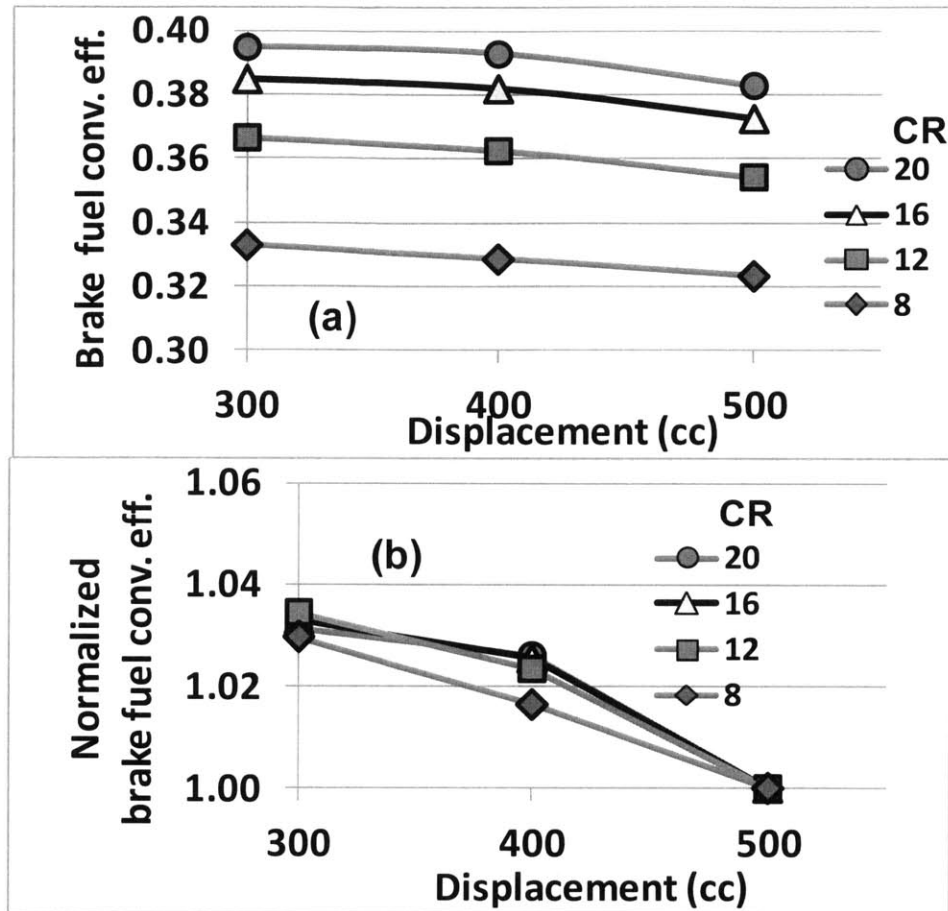 Brake fuel conv. eff.
0.40
0.38
0.36
0.34
0.32
0.30
(a)
CR
20
16
12
8
300 400 500
Displacement (cc)
Normalized
brake fuel conv. eff.
1.06
1.04
1.02
1.00
(b)
CR
20
16
12
8
300 400 500
Displacement (cc)